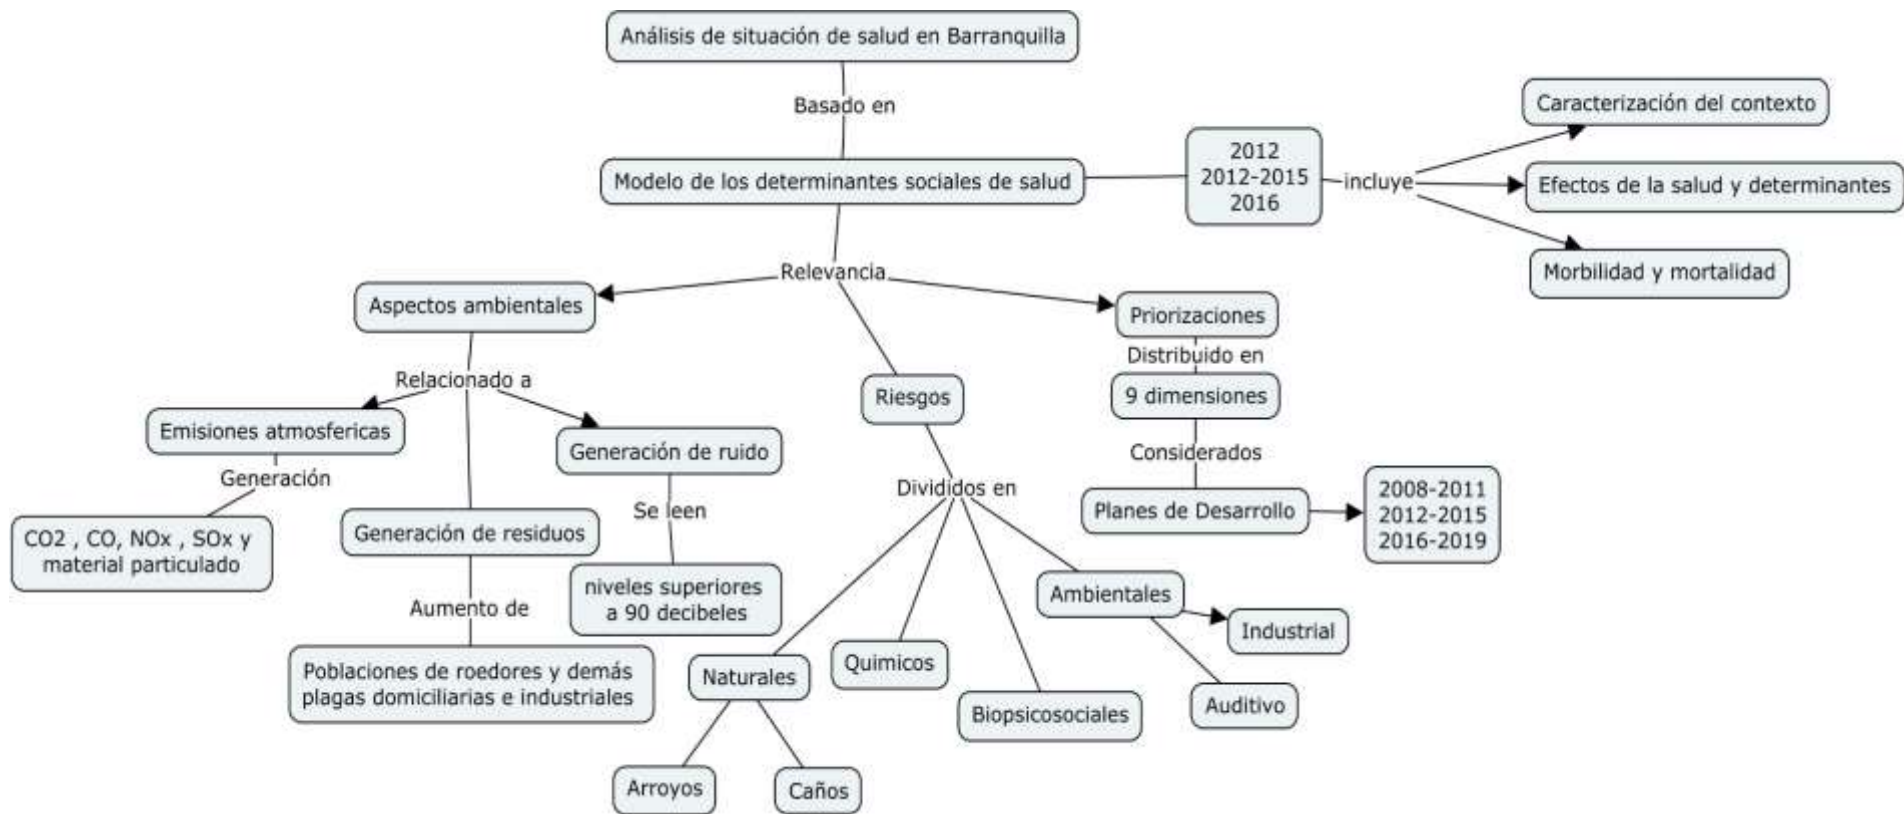 Análisis de situación de salud en Barranquilla
Basado en
Modelo de los determinantes sociales de salud
2012
2012-2015
2016
incluye
Caracterización del contexto
Efectos de la salud y determinantes
Morbilidad y mortalidad
Relevancia
Aspectos ambientales
Relacionado a
Emisiones atmosfericas
Generación
CO2 , CO, NOx , SOx y
material particulado
Generación de residuos
Aumento de
Poblaciones de roedores y demás
plagas domiciliarias e industriales
Generación de ruido
Se leen
niveles superiores
a 90 decibeles
Riesgos
Divididos en
Naturales
Arroyos
Caños
Quimicos
Biopsicosociales
Ambientales
Industrial
Auditivo
Priorizaciones
Distribuido en
9 dimensiones
Considerados
Planes de Desarrollo
2008-2011
2012-2015
2016-2019